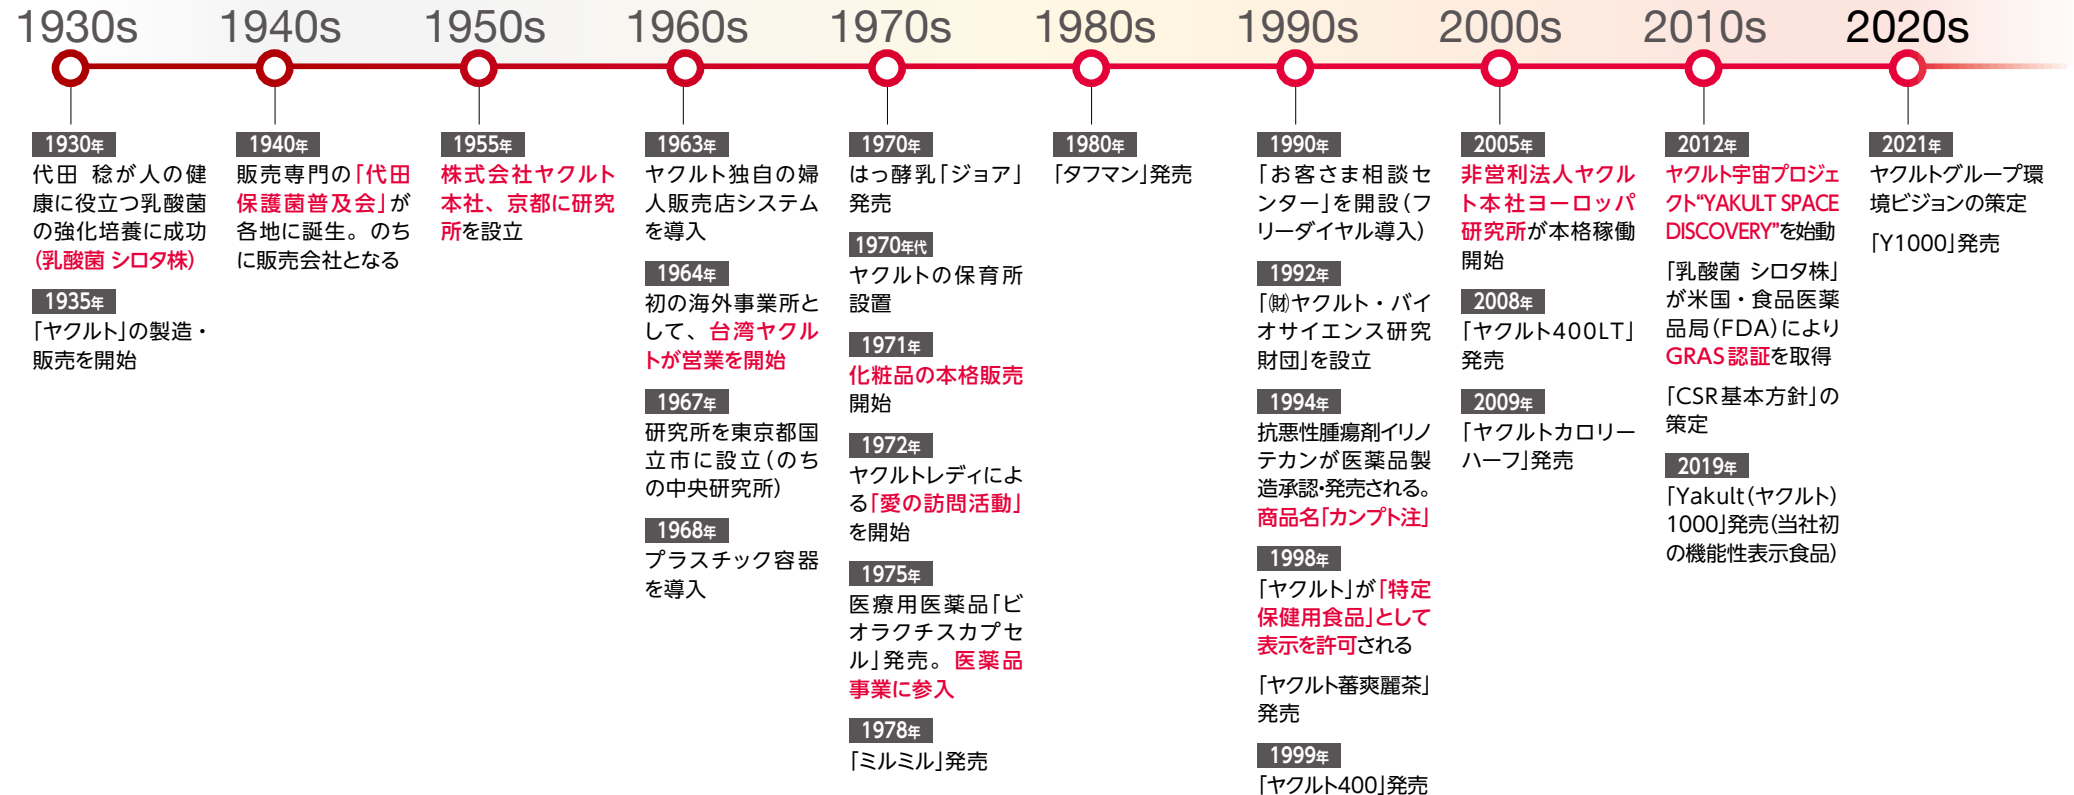 1930s
1940s
1950s
1960s
1970s
1980s
1990s
2000s
2010s
2020s
1930年
代田 稔が人の健
康に役立つ乳酸菌
の強化培養に成功
(乳酸菌 シロタ株)
1935年
「ヤクルト」の製造・
販売を開始
1940年
販売専門の「代田
保護菌普及会」が
各地に誕生。のち
に販売会社となる
1955年
株式会社ヤクルト
本社、京都に研究
所を設立
1963年
ヤクルト独自の婦
人販売店システム
を導入
1964年
初の海外事業所と
して、台湾ヤクル
トが営業を開始
1967年
研究所を東京都国
立市に設立(のち
の中央研究所)
1968年
プラスチック容器
を導入
1970年
はっ酵乳「ジョア」
発売
1970年代
ヤクルトの保育所
設置
1971年
化粧品の本格販売
開始
1972年
ヤクルトレディによ
る「愛の訪問活動」
を開始
1975年
医療用医薬品「ビ
オラクチスカプセ
ル」発売。医薬品
事業に参入
1978年
「ミルミル」発売
1980年
「タフマン」発売
1990年
「お客さま相談セ
ンター」を開設(フ
リーダイヤル導入)
1992年
「㈶ヤクルト・バイ
オサイエンス研究
財団」を設立
1994年
抗悪性腫瘍剤イリノ
テカンが医薬品製
造承認・発売される。
商品名「カンプト注」
1998年
「ヤクルト」が「特定
保健用食品」として
表示を許可される
「ヤクルト蕃爽麗茶」
発売
1999年
「ヤクルト400」発売
2005年
非営利法人ヤクル
ト本社ヨーロッパ
研究所が本格稼働
開始
2008年
「ヤクルト400LT」
発売
2009年
「ヤクルトカロリー
ハーフ」発売
2012年
ヤクルト宇宙プロジェ
クト“YAKULT SPACE
DISCOVERY”を始動
「乳酸菌 シロタ株」
が米国・食品医薬
品局(FDA)により
GRAS認証を取得
「CSR基本方針」の
策定
2019年
「Yakult(ヤクルト)
1000」発売(当社初
の機能性表示食品)
2021年
ヤクルトグループ環
境ビジョンの策定
「Y1000」発売